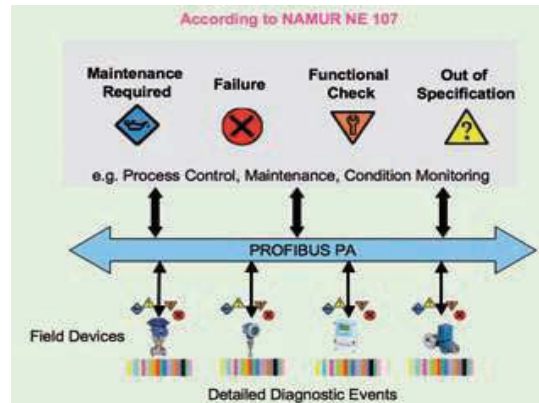 According to NAMUR NE 107
Maintenance
Required
Failure
Functional
Check
Out of
Specification
?
e.g. Process Control, Maintenance, Condition Monitoring
PROFIBUS PA
Field Devices
Detailed Diagnostic Events